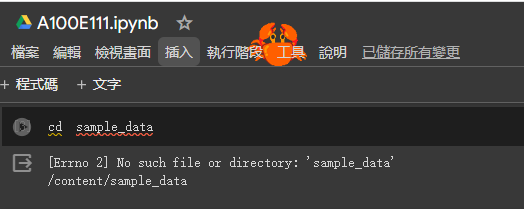 A100E111.ipynb
檔案 編輯 檢視畫面 插入 執行階段 工具 說明 已儲存所有變更
+ 程式碼 + 文字
cd sample_data
[Errno 2] No such file or directory: 'sample_data'
/content/sample_data